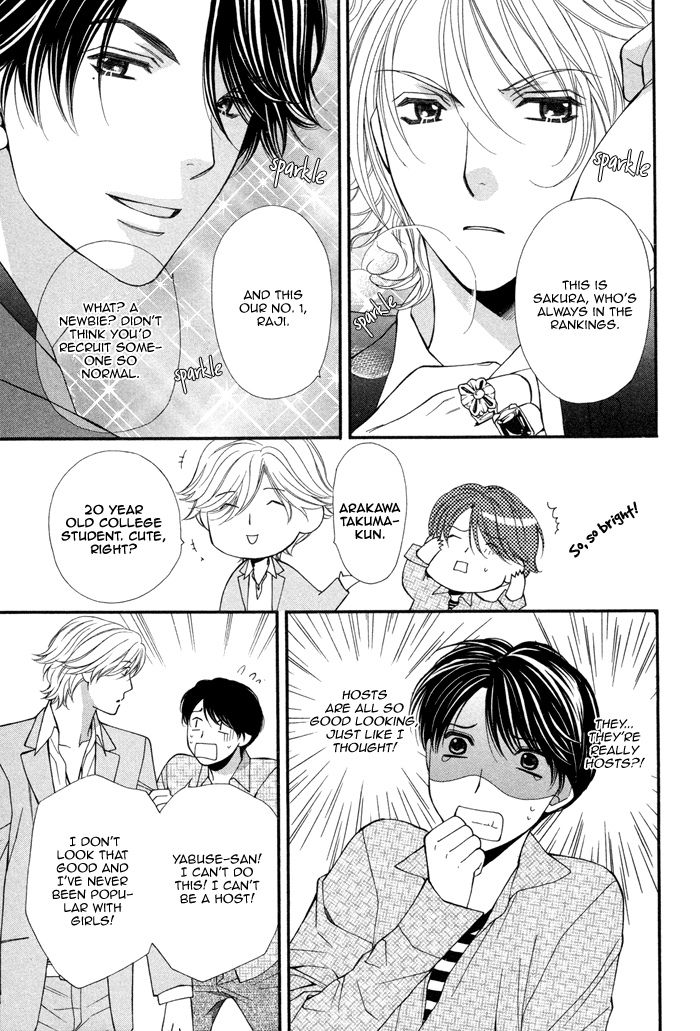 THIS IS
SAKURA, WHO'S
ALWAYS IN THE
RANKINGS.
sparkle
sparkle
AND THIS
OUR NO. 1,
RAJI.
sparkle
WHAT? A
NEWBIE? DIDN'T
THINK YOU'D
RECRUIT SOME-
ONE SO
NORMAL.
sparkle
So, so bright!
ARAKAWA
TAKUMA-
KUN.
20 YEAR
OLD COLLEGE
STUDENT. CUTE,
RIGHT?
THEY...
THEY'RE
REALLY
HOSTS?!
HOSTS
ARE ALL SO
GOOD LOOKING,
JUST LIKE I
THOUGHT!
YABUSE-SAN!
I CAN'T DO
THIS! I CAN'T
BE A HOST!
I DON'T
LOOK THAT
GOOD AND
I'VE NEVER
BEEN POPU-
LAR WITH
GIRLS!